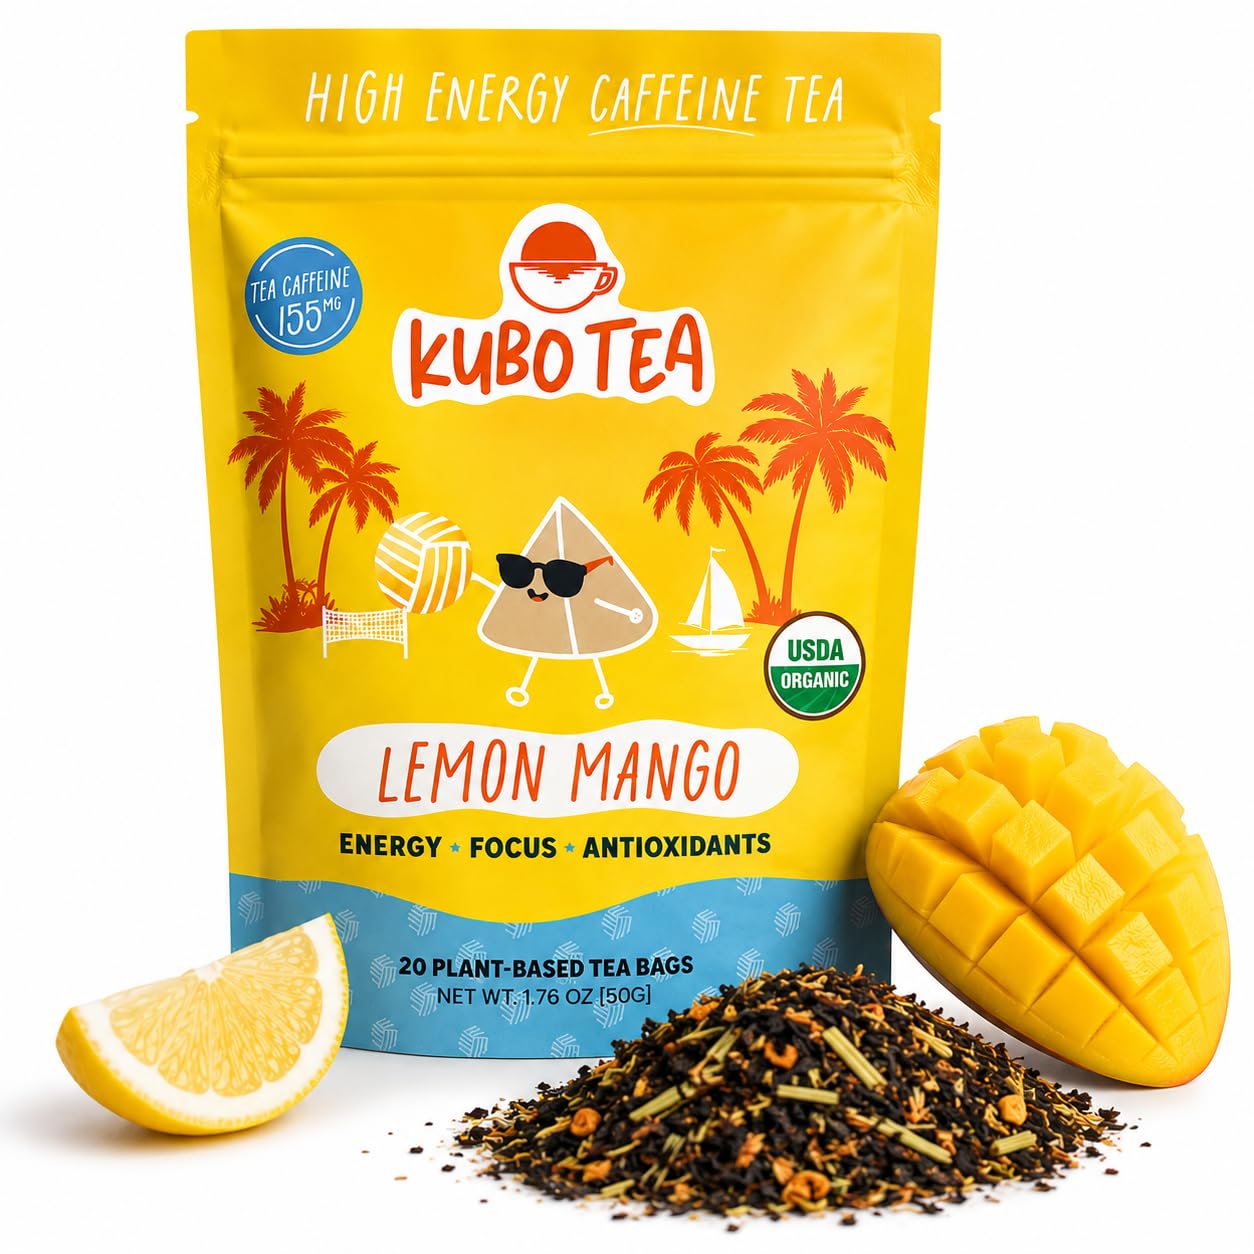 HIGH ENERGY CAFFEINE TEA
TEA CAFFEINE
155MG
KUBO TEA
USDA
ORGANIC
LEMON MANGO
ENERGY ★ FOCUS ★ ANTIOXIDANTS
20 PLANT-BASED TEA BAGS
NET WT. 1.76 OZ [50G]